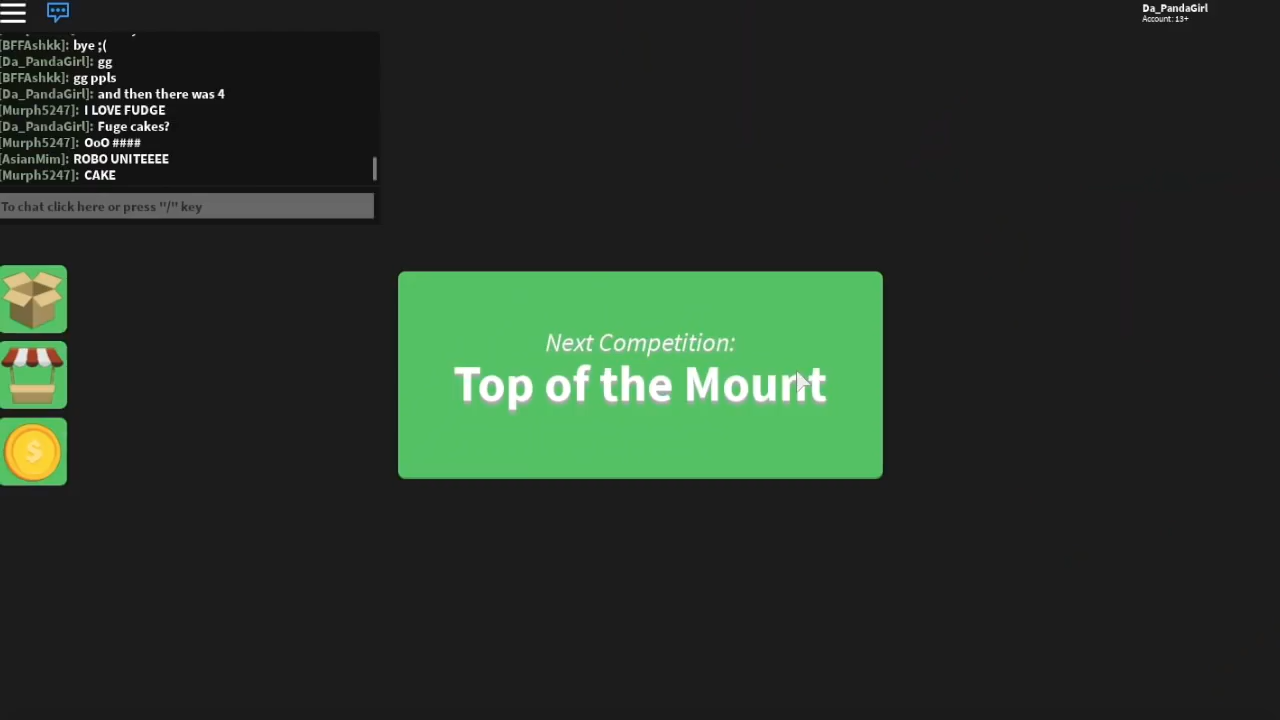 Da_PandaGirl
Account: 13+
[BFFAshkk]: bye ;(
[Da_PandaGirl]: gg
[BFFAshkk]: gg ppls
[Da_PandaGirl]: and then there was 4
[Murph5247]: I LOVE FUDGE
[Da_PandaGirl]: Fuge cakes?
[Murph5247]: OoO ####
[AsianMim]: ROBO UNITEEEE
[Murph5247]: CAKE
To chat click here or press "/" key
Next Competition:
Top of the Mount
$